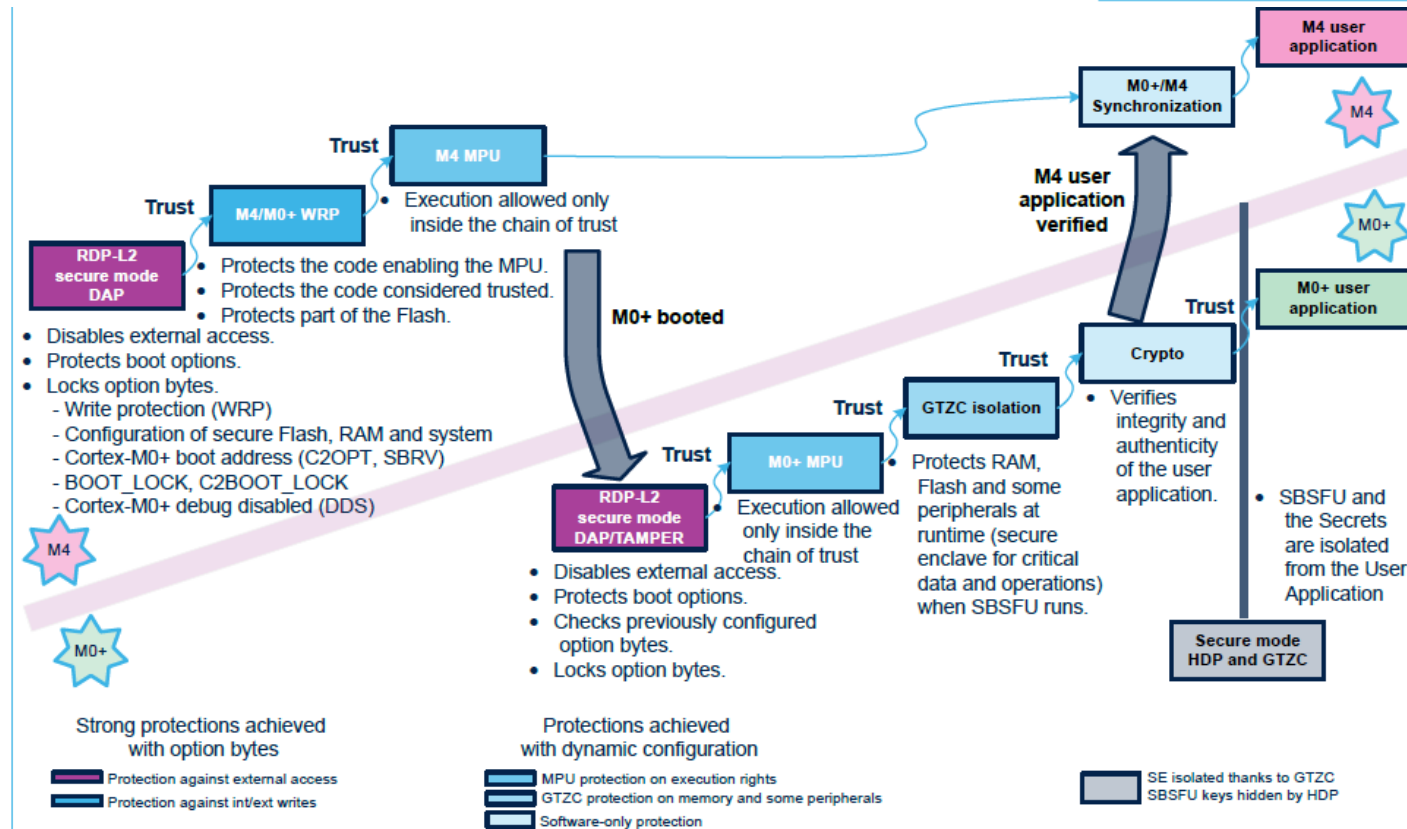 M4 user
application
M0+/M4
Synchronization
M4
Trust
M4 MPU
• Execution allowed only
inside the chain of trust
Trust
M4/M0+ WRP
• Protects the code enabling the MPU.
• Protects the code considered trusted.
• Protects part of the Flash.
RDP-L2
secure mode
DAP
• Disables external access.
• Protects boot options.
• Locks option bytes.
- Write protection (WRP)
- Configuration of secure Flash, RAM and system
- Cortex-M0+ boot address (C2OPT, SBRV)
- BOOT_LOCK, C2BOOT_LOCK
- Cortex-M0+ debug disabled (DDS)
M4
M0+
M0+ booted
M4 user
application
verified
M0+
M0+ user
application
Trust
Crypto
• Verifies
integrity and
authenticity
of the user
application.
Trust
GTZC isolation
• Protects RAM,
Flash and some
peripherals at
runtime (secure
enclave for critical
data and operations)
when SBSFU runs.
Trust
M0+ MPU
• Execution allowed
only inside the
chain of trust
Trust
RDP-L2
secure mode
DAP/TAMPER
• Disables external access.
• Protects boot options.
• Checks previously configured
option bytes.
• Locks option bytes.
• SBSFU and
the Secrets
are isolated
from the User
Application
Secure mode
HDP and GTZC
Strong protections achieved
with option bytes
Protection against external access
Protection against int/ext writes
Protections achieved
with dynamic configuration
MPU protection on execution rights
GTZC protection on memory and some peripherals
Software-only protection
SE isolated thanks to GTZC
SBSFU keys hidden by HDP